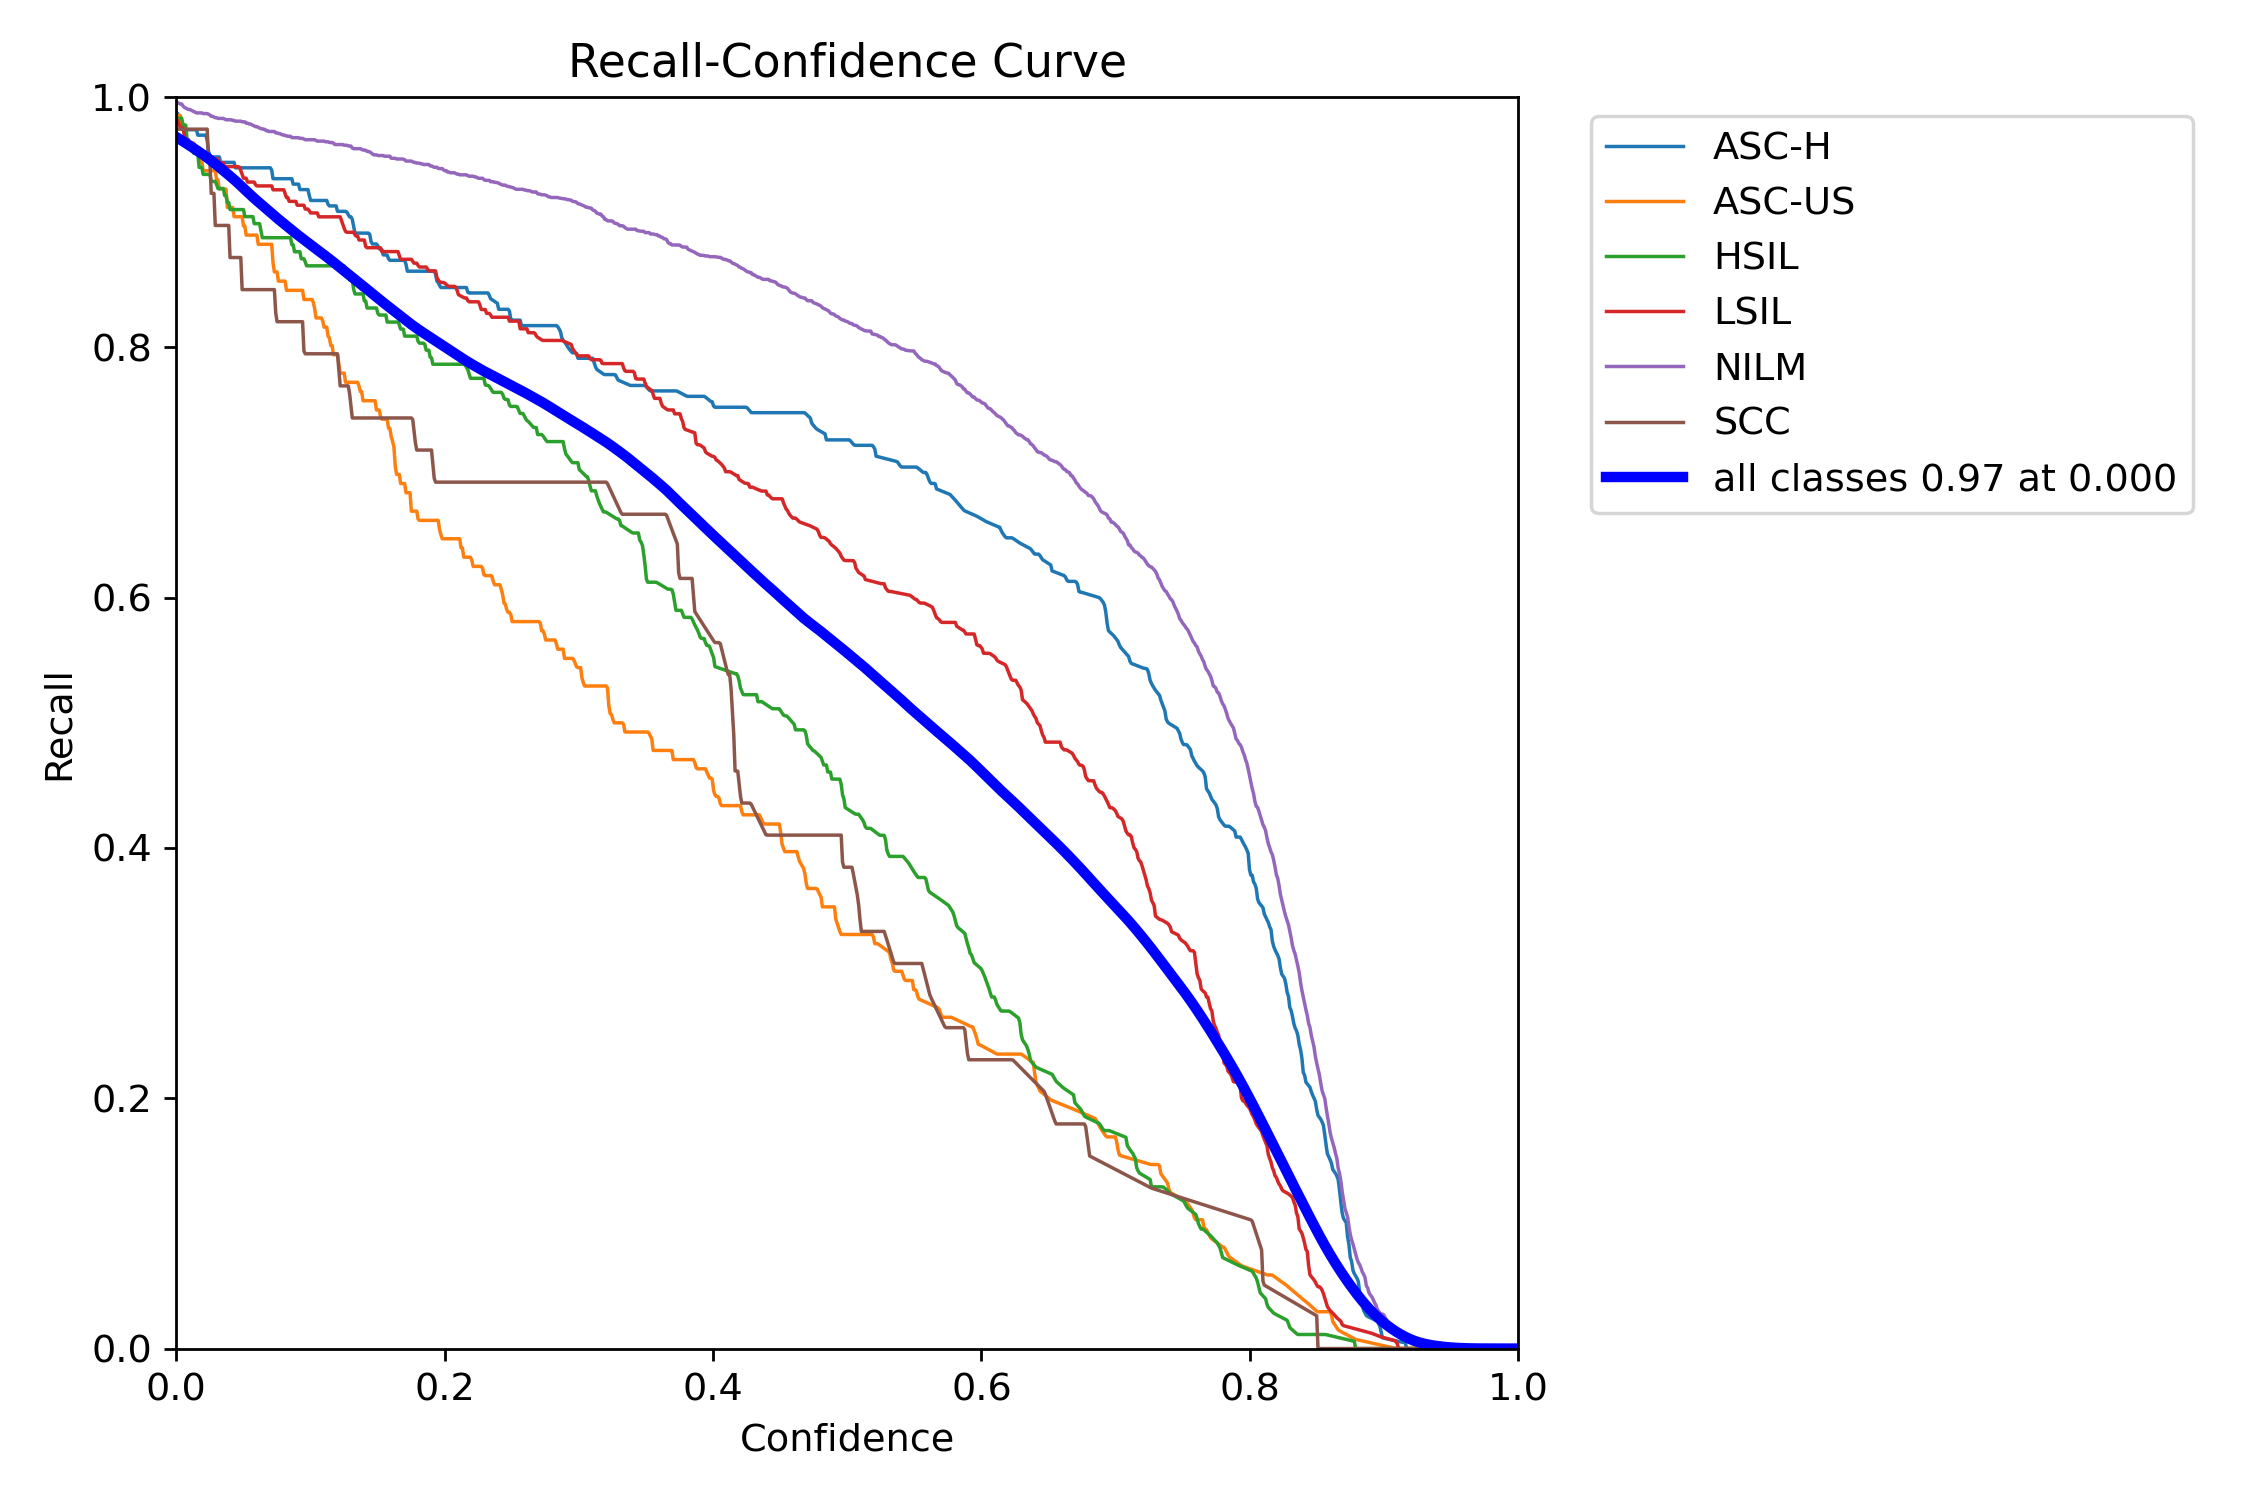 Recall-Confidence Curve
1.0
0.8
0.6
0.4
0.2
0.0
Recall
0.0 0.2 0.4 0.6 0.8 1.0
Confidence
ASC-H
ASC-US
HSIL
LSIL
NILM
SCC
all classes 0.97 at 0.000